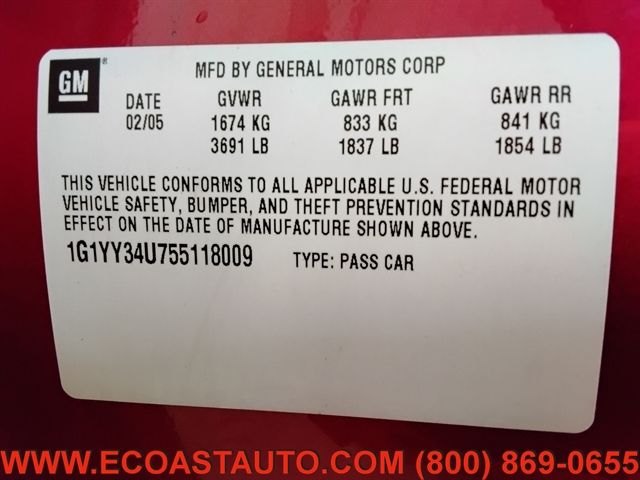 GM
MFD BY GENERAL MOTORS CORP
DATE GVWR GAWR FRT GAWR RR
02/05 1674 KG 833 KG 841 KG
3691 LB 1837 LB 1854 LB
THIS VEHICLE CONFORMS TO ALL APPLICABLE U.S. FEDERAL MOTOR
VEHICLE SAFETY, BUMPER, AND THEFT PREVENTION STANDARDS IN
EFFECT ON THE DATE OF MANUFACTURE SHOWN ABOVE.
1G1YY34U755118009 TYPE: PASS CAR
WWW.ECOASTAUTO.COM (800) 869-0655